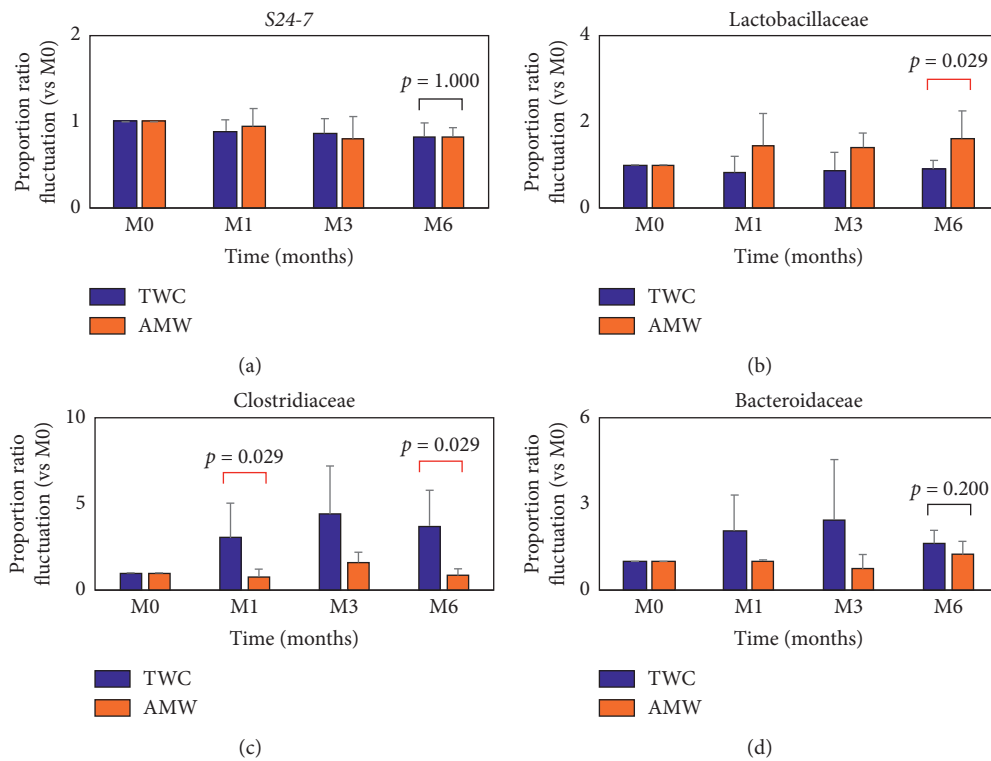 S24-7
Proportion ratio
fluctuation (vs M0)
2
1
0
p = 1.000
M0 M1 M3 M6
Time (months)
TWC
AMW
(a)
Lactobacillaceae
Proportion ratio
fluctuation (vs M0)
4
2
0
p = 0.029
M0 M1 M3 M6
Time (months)
TWC
AMW
(b)
Clostridiaceae
Proportion ratio
fluctuation (vs M0)
10
5
0
p = 0.029
p = 0.029
M0 M1 M3 M6
Time (months)
TWC
AMW
(c)
Bacteroidaceae
Proportion ratio
fluctuation (vs M0)
6
3
0
p = 0.200
M0 M1 M3 M6
Time (months)
TWC
AMW
(d)